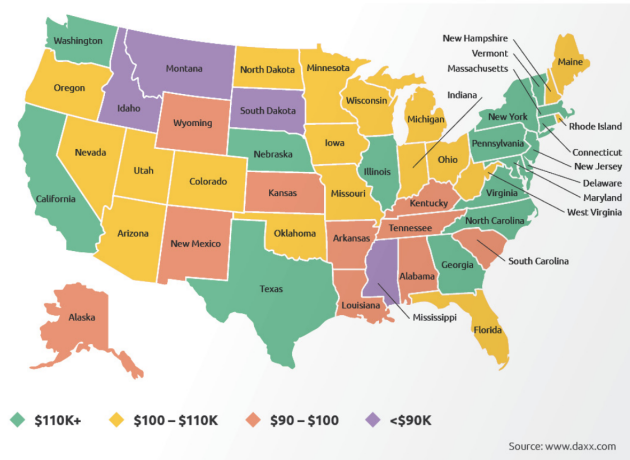 New Hampshire
Vermont
Massachusetts
Maine
Washington
Montana
North Dakota
Minnesota
Oregon
Idaho
South Dakota
Wisconsin
Michigan
Indiana
New York
Rhode Island
Wyoming
Nebraska
Iowa
Illinois
Ohio
Pennsylvania
Connecticut
New Jersey
Nevada
Utah
Colorado
Kansas
Missouri
Kentucky
Virginia
Delaware
Maryland
West Virginia
California
Arizona
New Mexico
Oklahoma
Arkansas
Tennessee
North Carolina
South Carolina
Texas
Louisiana
Alabama
Georgia
Mississippi
Florida
Alaska
$110K+
$100 – $110K
$90 – $100
<$90K
Source: www.daxx.com